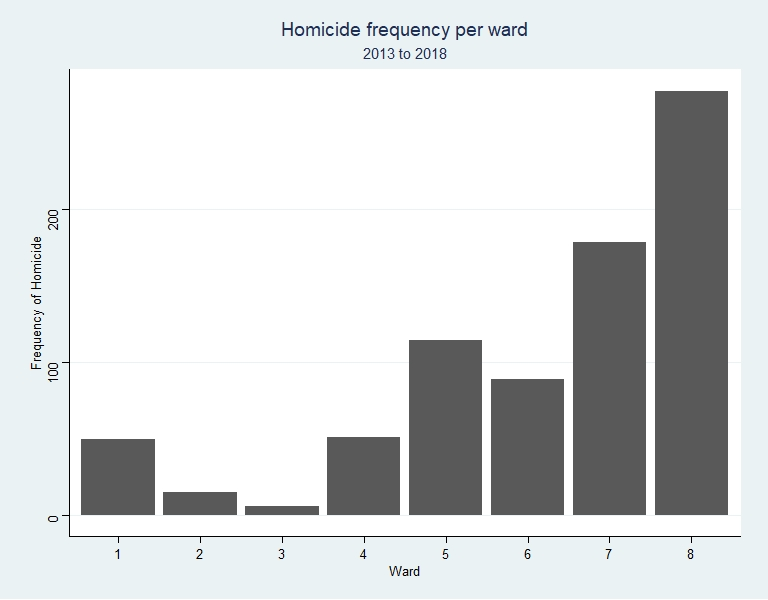 Homicide frequency per ward
2013 to 2018
Frequency of Homicide
200
100
0
1 2 3 4 5 6 7 8
Ward